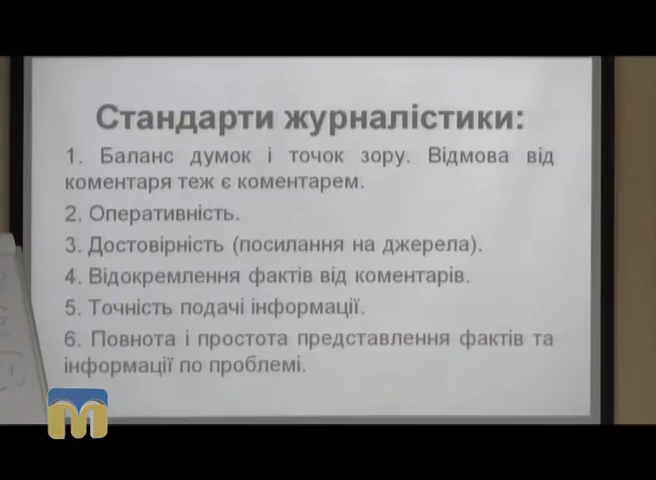 Стандарти журналістики:
1. Баланс думок і точок зору. Відмова від
коментаря теж є коментарем.
2. Оперативність.
3. Достовірність (посилання на джерела).
4. Відокремлення фактів від коментарів.
5. Точність подачі інформації.
6. Повнота і простота представлення фактів та
інформації по проблемі.